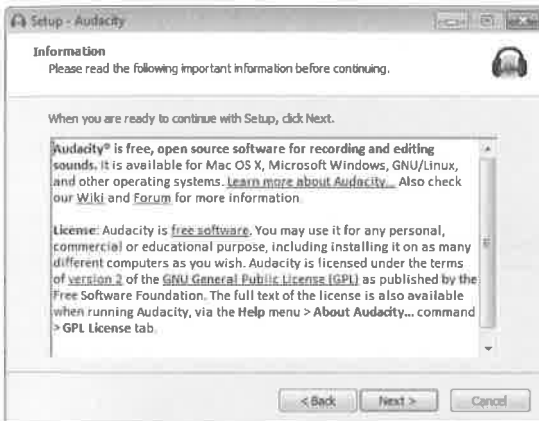 Setup - Audacity
Information
Please read the following important information before continuing.
When you are ready to continue with Setup, click Next.
Audacity® is free, open source software for recording and editing
sounds. It is available for Mac OS X, Microsoft Windows, GNU/Linux,
and other operating systems. Learn more about Audacity... Also check
our Wiki and Forum for more information.
License: Audacity is free software. You may use it for any personal,
commercial or educational purpose, including installing it on as many
different computers as you wish. Audacity is licensed under the terms
of version 2 of the GNU General Public License (GPL) as published by the
Free Software Foundation. The full text of the license is also available
when running Audacity, via the Help menu > About Audacity... command
> GPL License tab.
< Back Next > Cancel